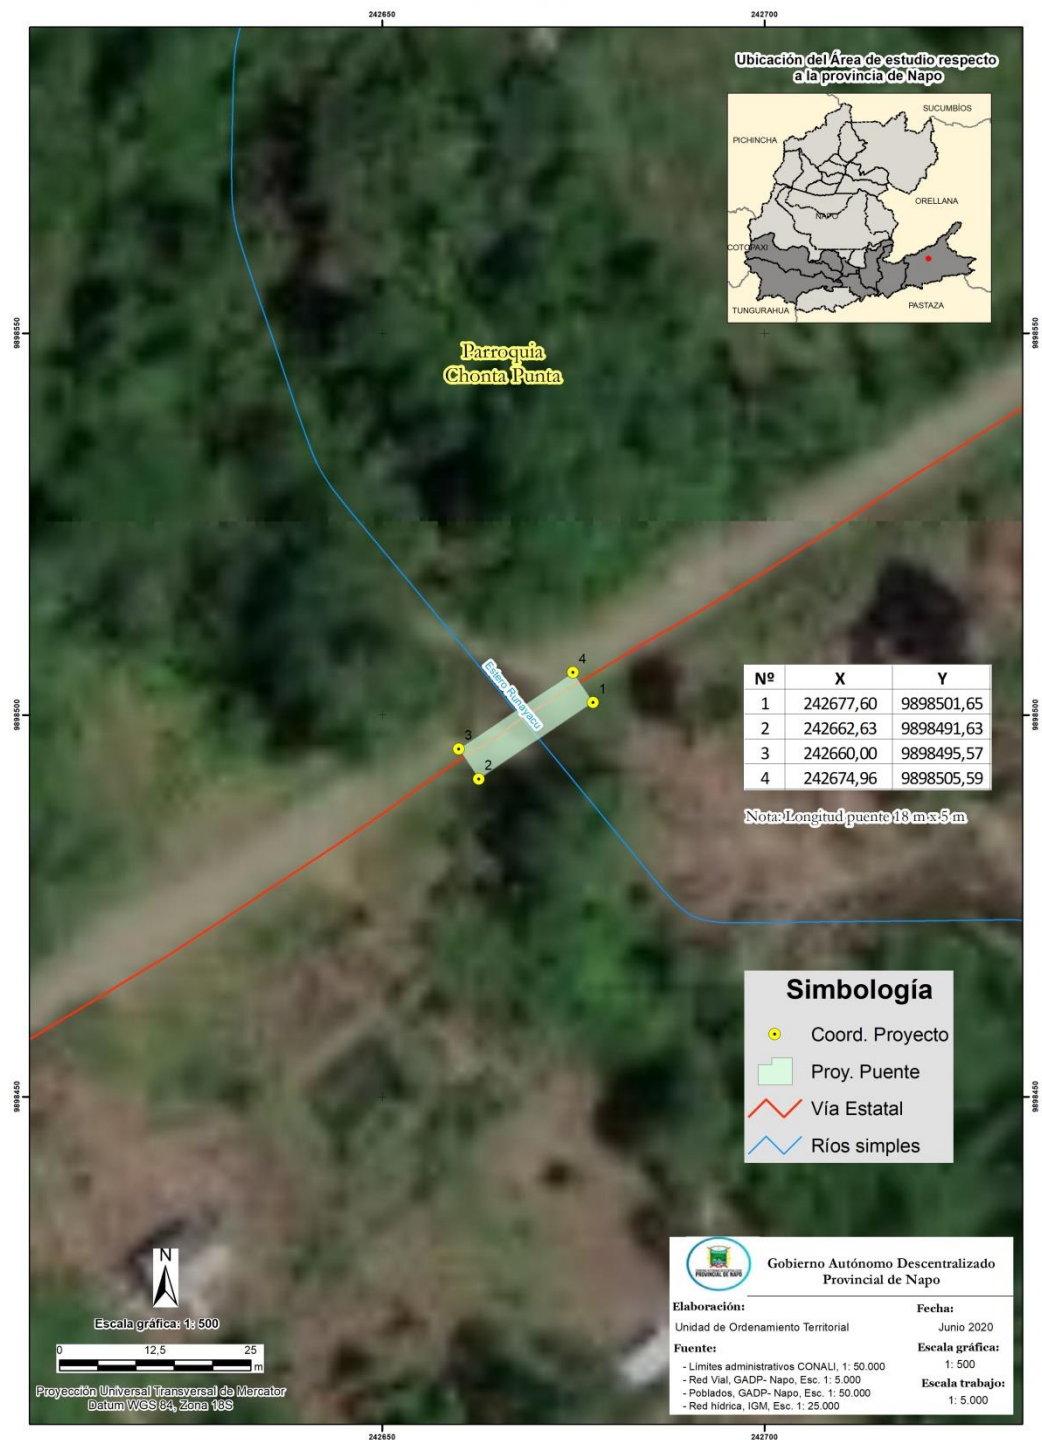 242650
242700
Ubicación del Área de estudio respecto
a la provincia de Napo
SUCUMBÍOS
PICHINCHA
ORELLANA
NAPO
COTOPAXI
PASTAZA
TUNGURAHUA
9898550
9898550
Parroquia
Chonta Punta
4
1
Estero Runayacu
3
2
9898500
9898500
Nº X Y
1 242677,60 9898501,65
2 242662,63 9898491,63
3 242660,00 9898495,57
4 242674,96 9898505,59
Nota: Longitud puente 18 m x 5 m
Simbología
Coord. Proyecto
Proy. Puente
Vía Estatal
Ríos simples
9898450
9898450
N
Escala gráfica: 1: 500
0 12,5 25
m
Proyección Universal Transversal de Mercator
Datum WGS 84, Zona 18S
PROVINCIAL DE NAPO
Gobierno Autónomo Descentralizado
Provincial de Napo
Elaboración:
Unidad de Ordenamiento Territorial
Fecha:
Junio 2020
Fuente:
- Límites administrativos CONALI, 1: 50.000
- Red Vial, GADP- Napo, Esc. 1: 5.000
- Poblados, GADP- Napo, Esc. 1: 50.000
- Red hídrica, IGM, Esc. 1: 25.000
Escala gráfica:
1: 500
Escala trabajo:
1: 5.000
242650
242700